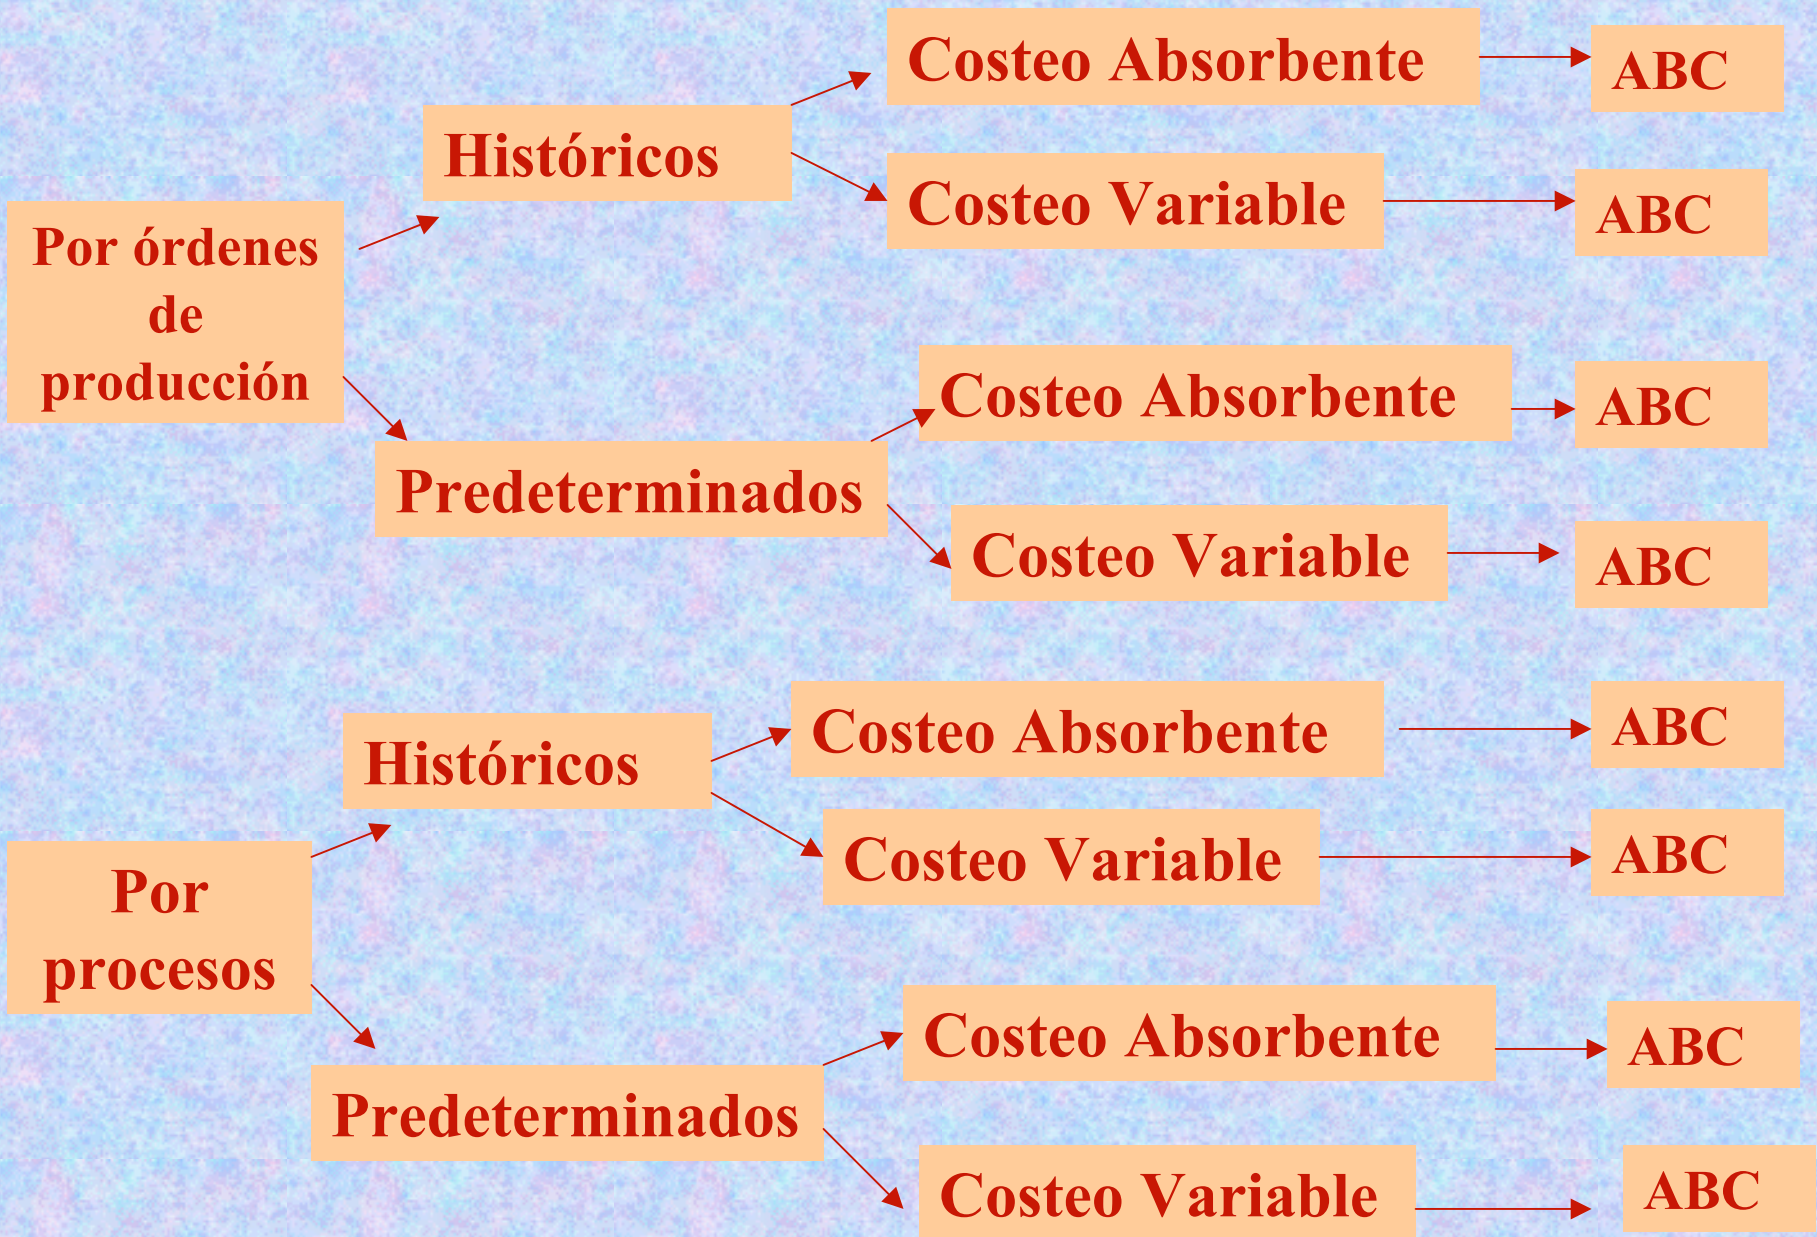 Costeo Absorbente
ABC
Históricos
Costeo Variable
ABC
Por órdenes
de
producción
Costeo Absorbente
ABC
Predeterminados
Costeo Variable
ABC
Costeo Absorbente
ABC
Históricos
Costeo Variable
ABC
Por
procesos
Costeo Absorbente
ABC
Predeterminados
Costeo Variable
ABC